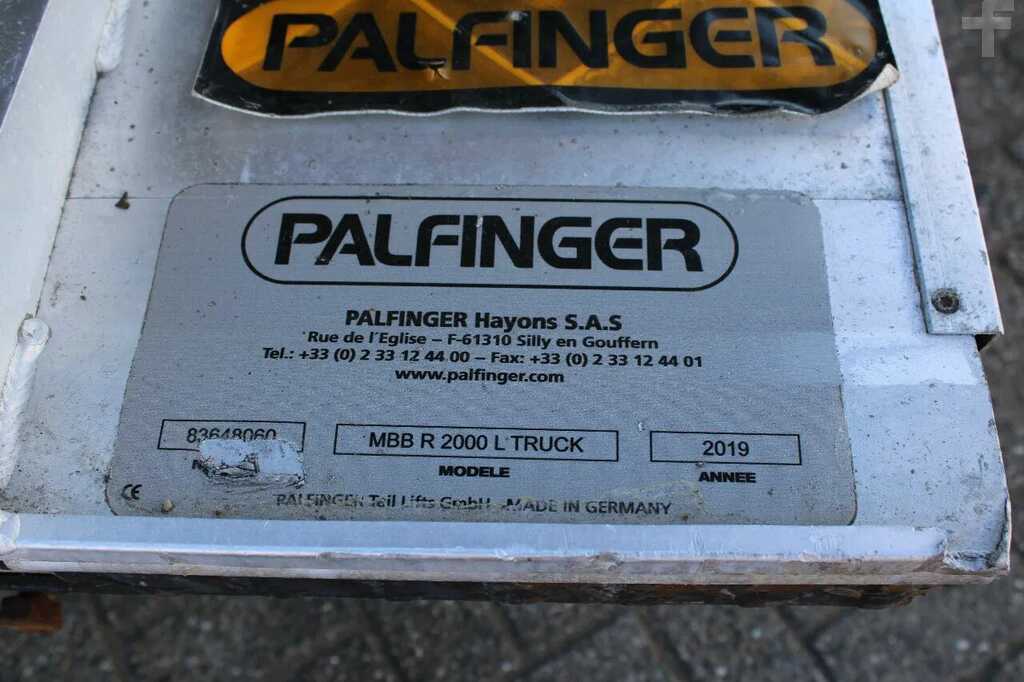 PALFINGER
PALFINGER
PALFINGER Hayons S.A.S
Rue de l'Eglise – F-61310 Silly en Gouffern
Tel.: +33 (0) 2 33 12 44 00 – Fax: +33 (0) 2 33 12 44 01
www.palfinger.com
83648060 MBB R 2000 L TRUCK 2019
MODELE ANNEE
CE PALFINGER Tail Lifts GmbH - MADE IN GERMANY